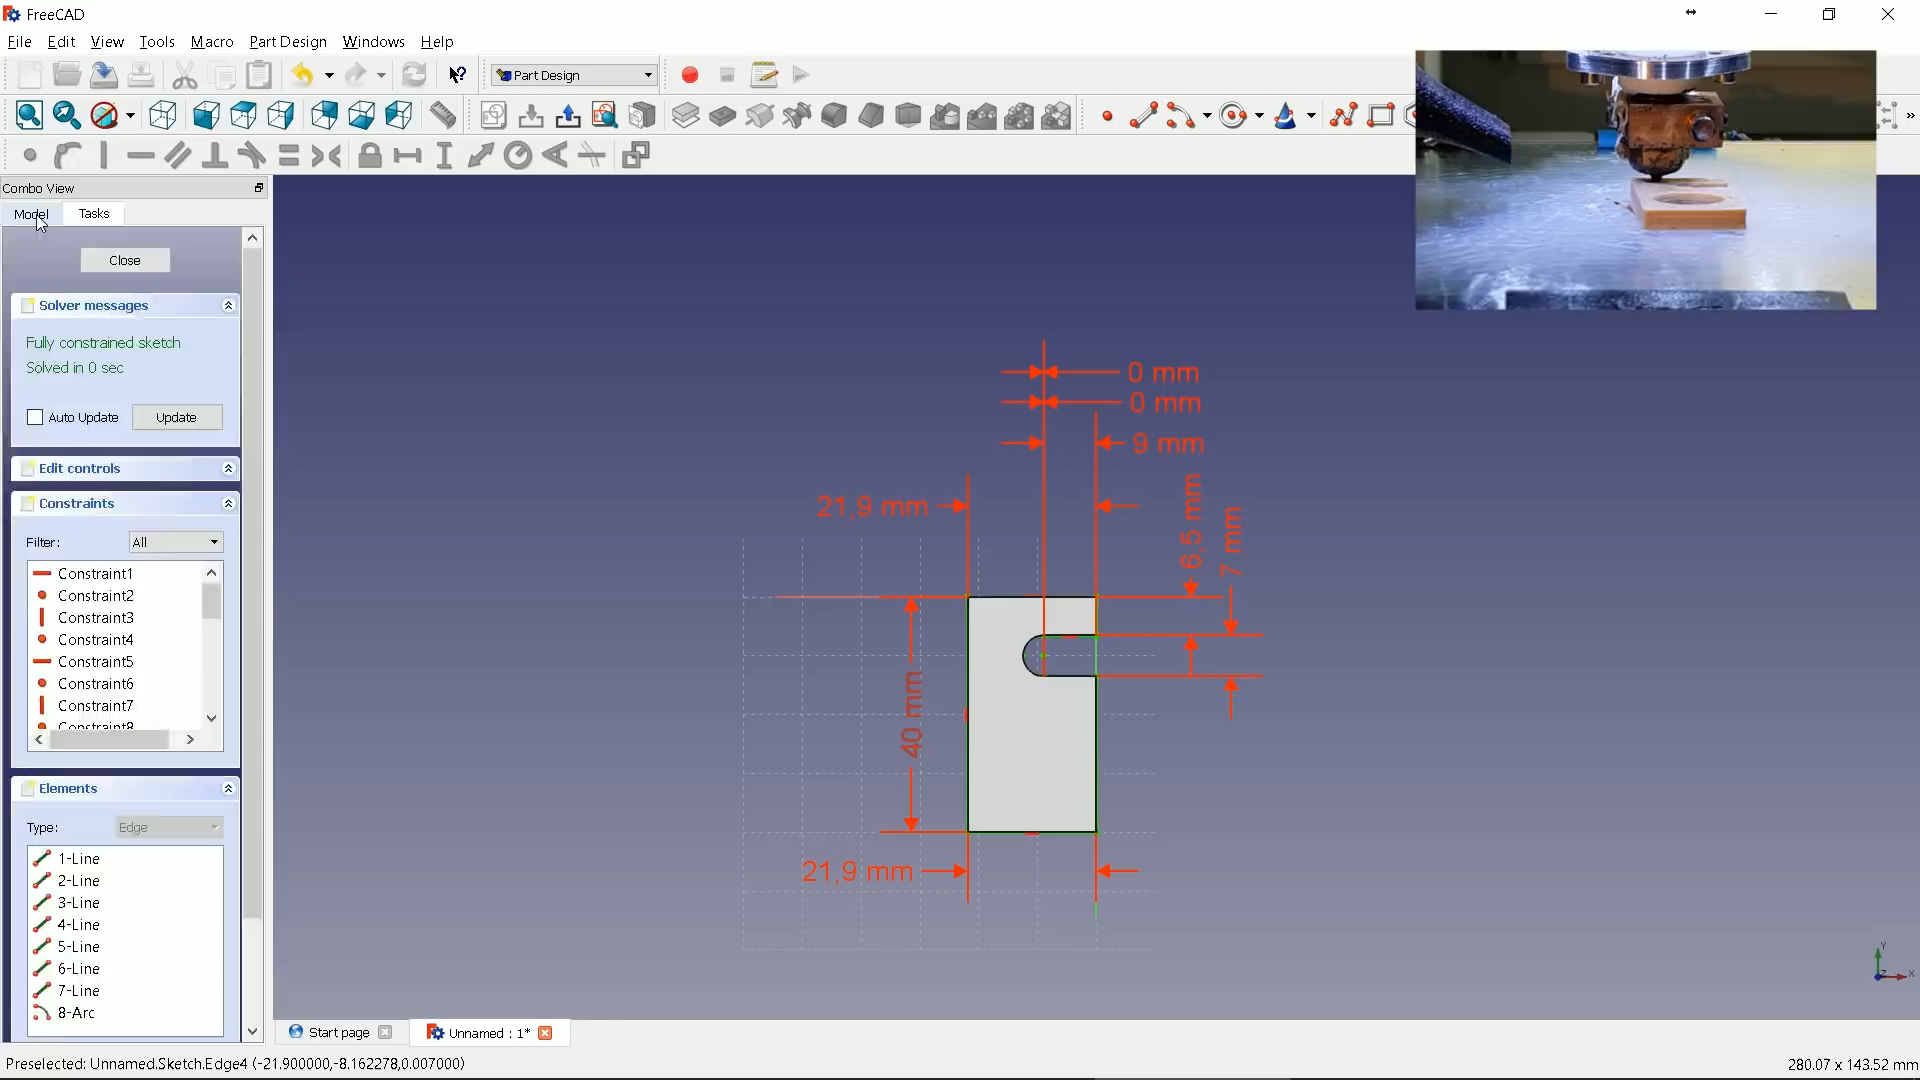 FreeCAD
File Edit View Tools Macro Part Design Windows Help
Part Design
Combo View
Model Tasks
Close
Solver messages
Fully constrained sketch
Solved in 0 sec
Auto Update Update
Edit controls
Constraints
Filter: All
Constraint1
Constraint2
Constraint3
Constraint4
Constraint5
Constraint6
Constraint7
Constraint8
Elements
Type: Edge
1-Line
2-Line
3-Line
4-Line
5-Line
6-Line
7-Line
8-Arc
0 mm
0 mm
9 mm
21,9 mm
6,5 mm
7 mm
40 mm
21,9 mm
Y
Z
X
Start page
Unnamed : 1*
Preselected: Unnamed.Sketch.Edge4 (-21.900000,-8.162278,0.007000)
280.07 x 143.52 mm